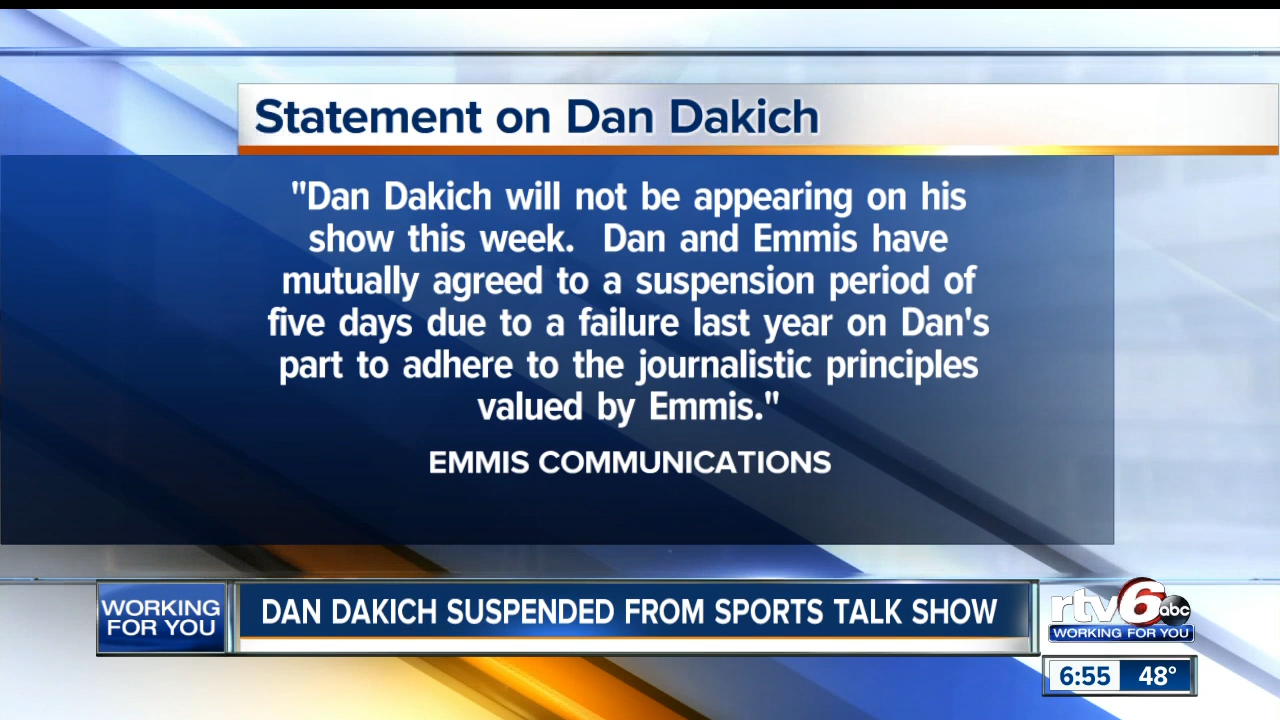 Statement on Dan Dakich
"Dan Dakich will not be appearing on his
show this week.  Dan and Emmis have
mutually agreed to a suspension period of
five days due to a failure last year on Dan's
part to adhere to the journalistic principles
valued by Emmis."
EMMIS COMMUNICATIONS
WORKING
FOR YOU
DAN DAKICH SUSPENDED FROM SPORTS TALK SHOW
rtv6 abc
WORKING FOR YOU
6:55 48°